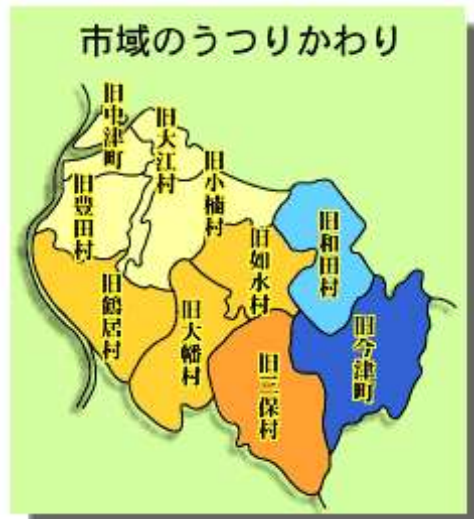 市域のうつりかわり
旧中津町
旧大江村
旧小楠村
旧豊田村
旧如水村
旧和田村
旧鶴居村
旧大幡村
旧今津町
旧三保村